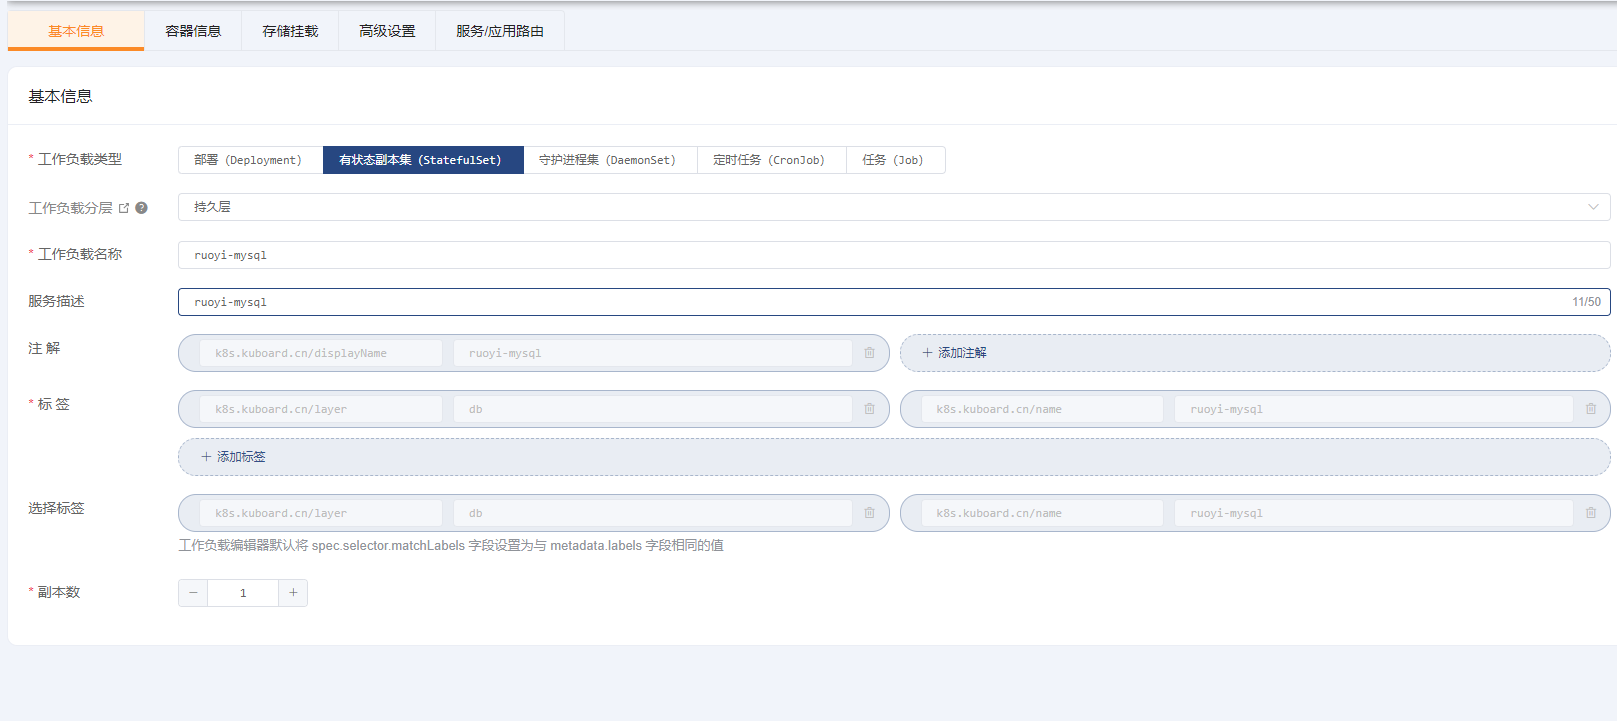 基本信息 容器信息 存储挂载 高级设置 服务/应用路由
基本信息
* 工作负载类型 部署 (Deployment) 有状态副本集 (StatefulSet) 守护进程集 (DaemonSet) 定时任务 (CronJob) 任务 (Job)
工作负载分层 持久层
* 工作负载名称 ruoyi-mysql
服务描述 ruoyi-mysql 11/50
注 解 k8s.kuboard.cn/displayName ruoyi-mysql + 添加注解
* 标 签 k8s.kuboard.cn/layer db k8s.kuboard.cn/name ruoyi-mysql
+ 添加标签
选择标签 k8s.kuboard.cn/layer db k8s.kuboard.cn/name ruoyi-mysql
工作负载编辑器默认将 spec.selector.matchLabels 字段设置为与 metadata.labels 字段相同的值
* 副本数 − 1 +